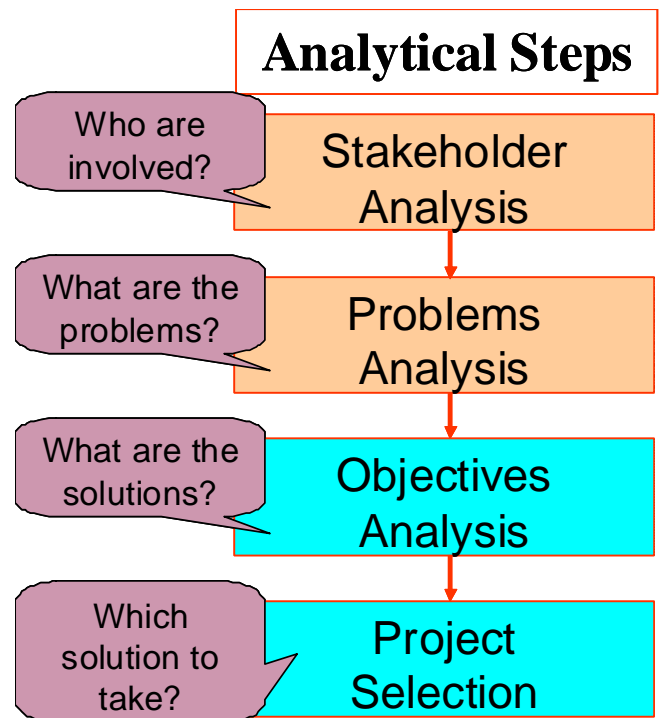 Analytical Steps
Who are
involved?
Stakeholder
Analysis
What are the
problems?
Problems
Analysis
What are the
solutions?
Objectives
Analysis
Which
solution to
take?
Project
Selection